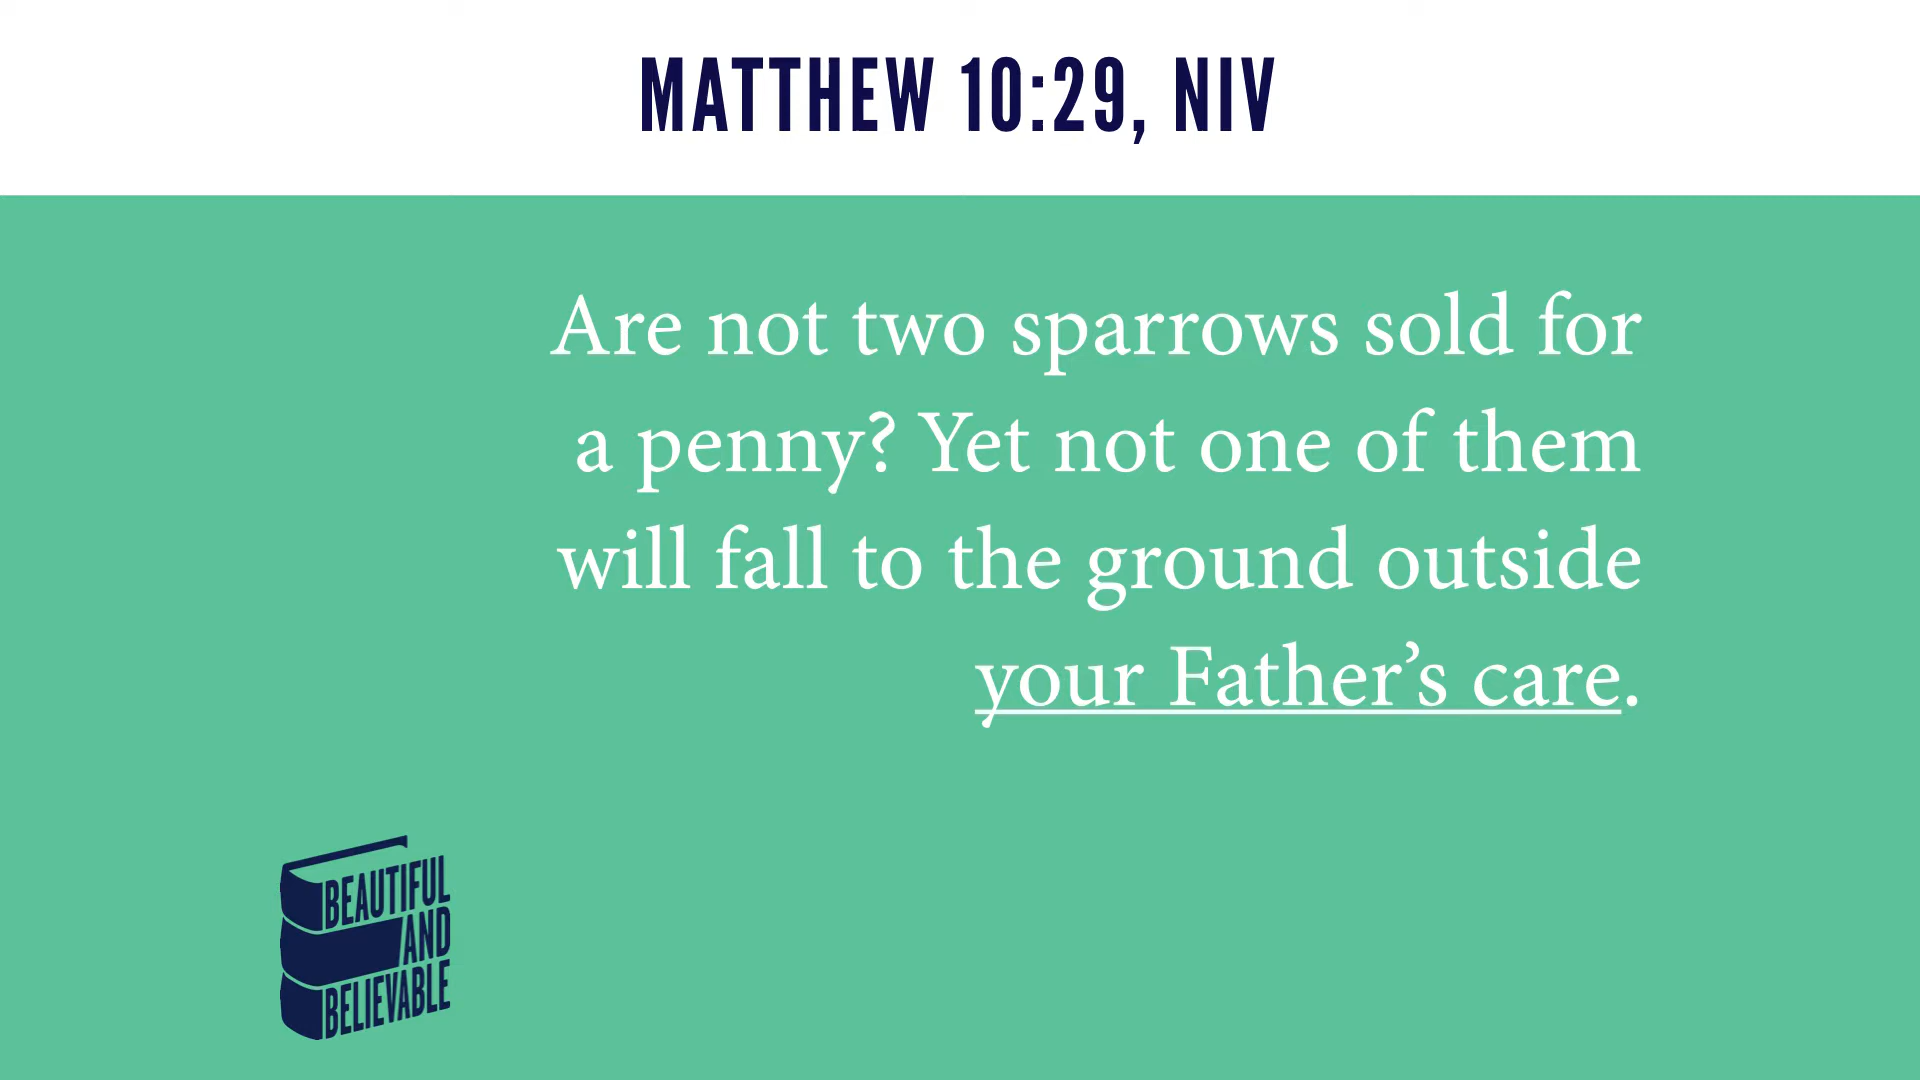 MATTHEW 10:29, NIV
Are not two sparrows sold for
a penny? Yet not one of them
will fall to the ground outside
your Father’s care.
BEAUTIFUL
AND
BELIEVABLE